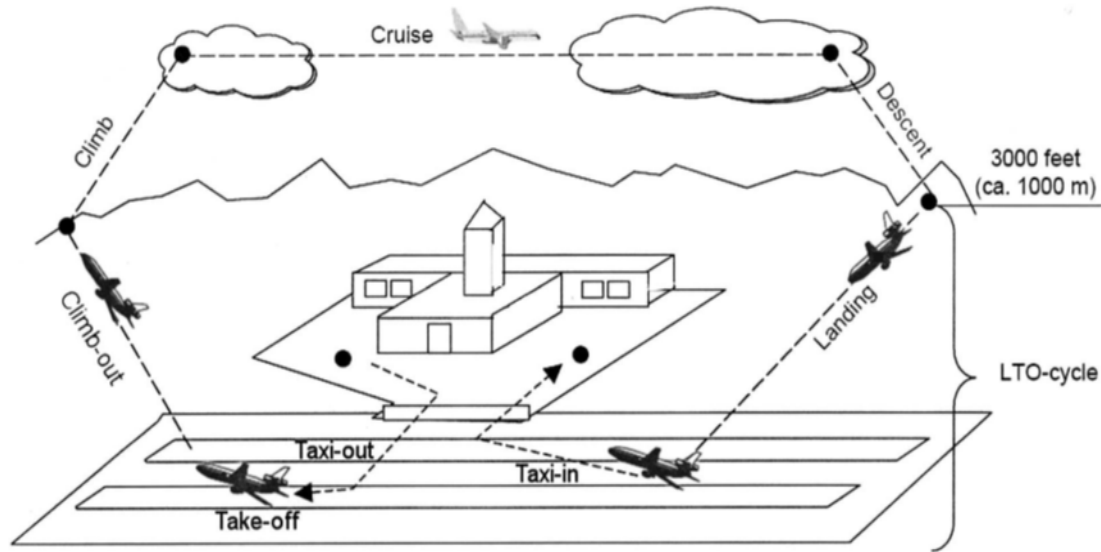 Cruise
Climb
Descent
3000 feet
(ca. 1000 m)
Climb-out
Landing
LTO-cycle
Taxi-out
Taxi-in
Take-off